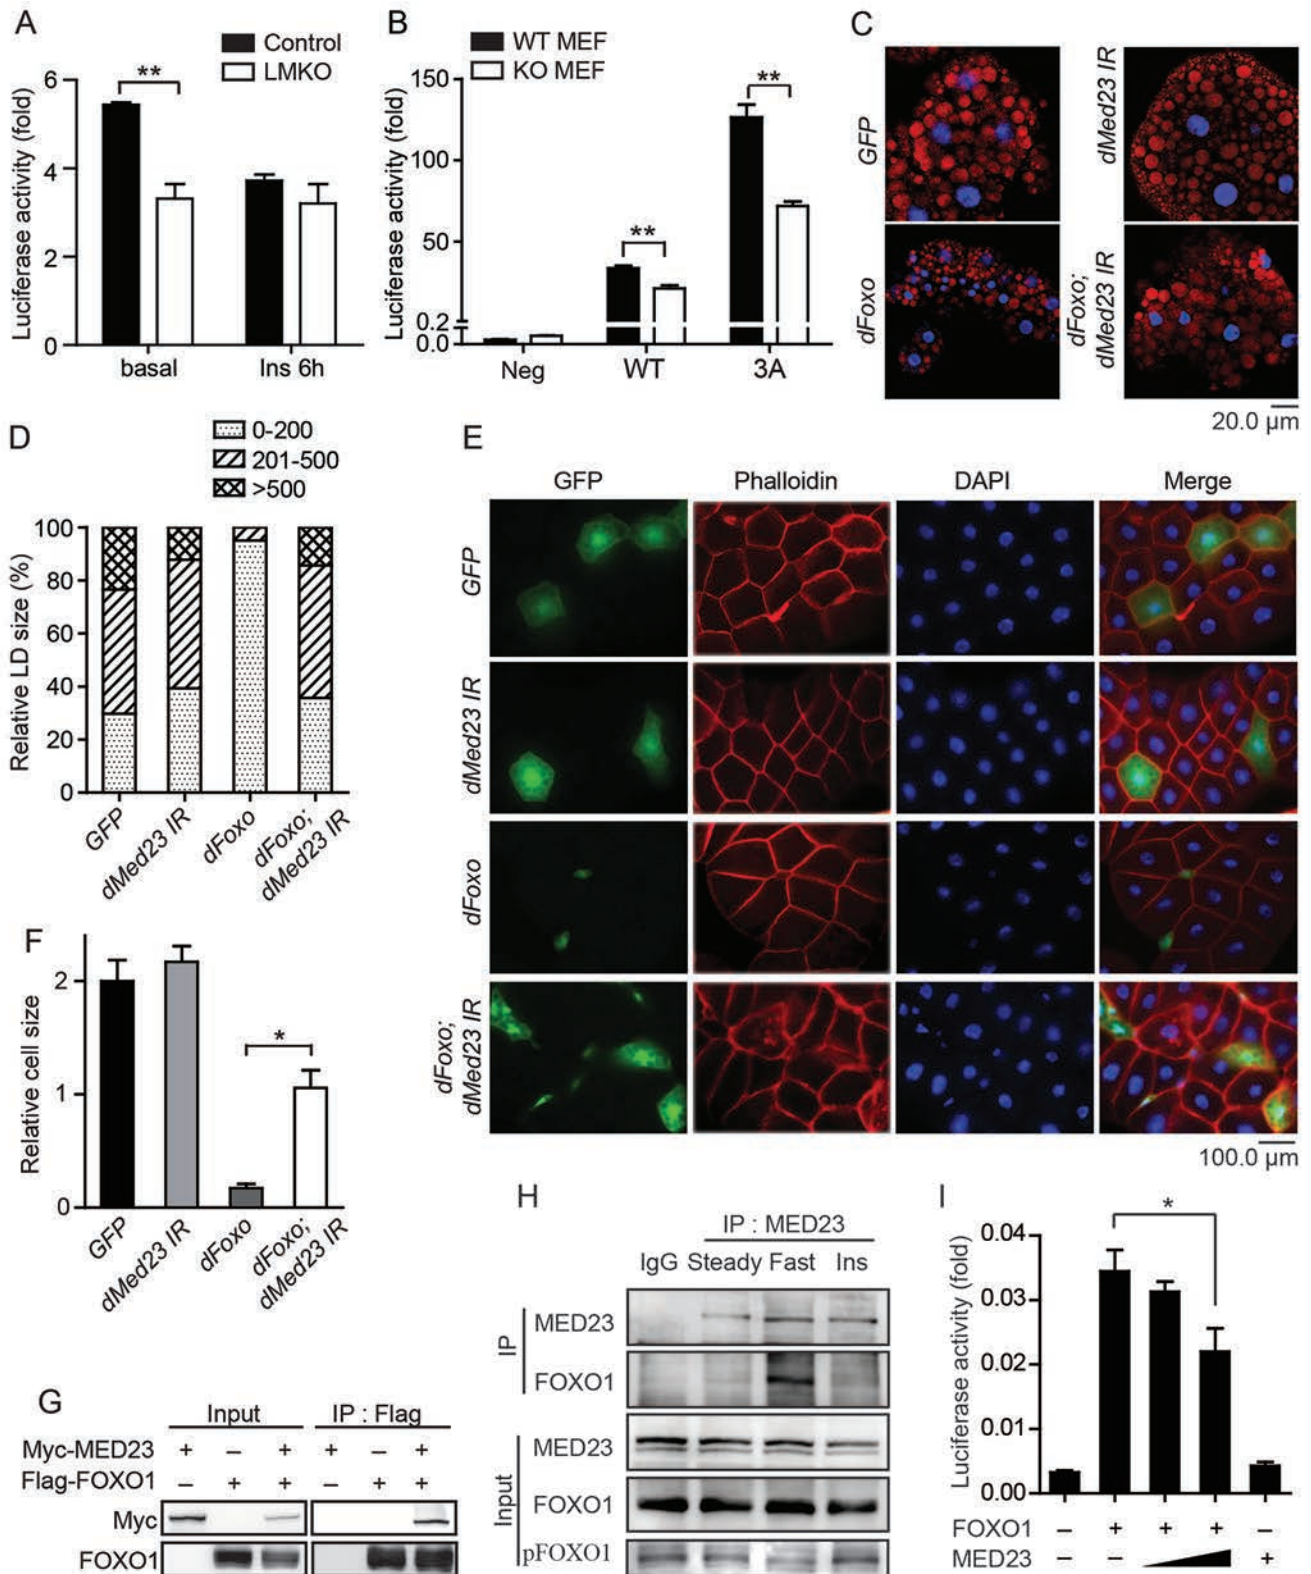 A
Control
LMKO
Luciferase activity (fold)
6
4
2
0
**
basal
Ins 6h
B
WT MEF
KO MEF
Luciferase activity (fold)
150
100
50
0.2
0.0
**
**
Neg
WT
3A
C
GFP
dMed23 IR
dFoxo
dFoxo;
dMed23 IR
20.0 µm
D
0-200
201-500
>500
Relative LD size (%)
100
80
60
40
20
0
GFP
dMed23 IR
dFoxo
dFoxo;
dMed23 IR
E
GFP
Phalloidin
DAPI
Merge
GFP
dMed23 IR
dFoxo
dFoxo;
dMed23 IR
100.0 µm
F
Relative cell size
2
1
0
*
GFP
dMed23 IR
dFoxo
dFoxo;
dMed23 IR
G
Input
IP : Flag
Myc-MED23 + – + + – +
Flag-FOXO1 – + + – + +
Myc
FOXO1
H
IP : MED23
IgG Steady Fast Ins
IP
MED23
FOXO1
Input
MED23
FOXO1
pFOXO1
I
Luciferase activity (fold)
0.04
0.03
0.02
0.01
0.00
*
FOXO1 – + + + –
MED23 – – +